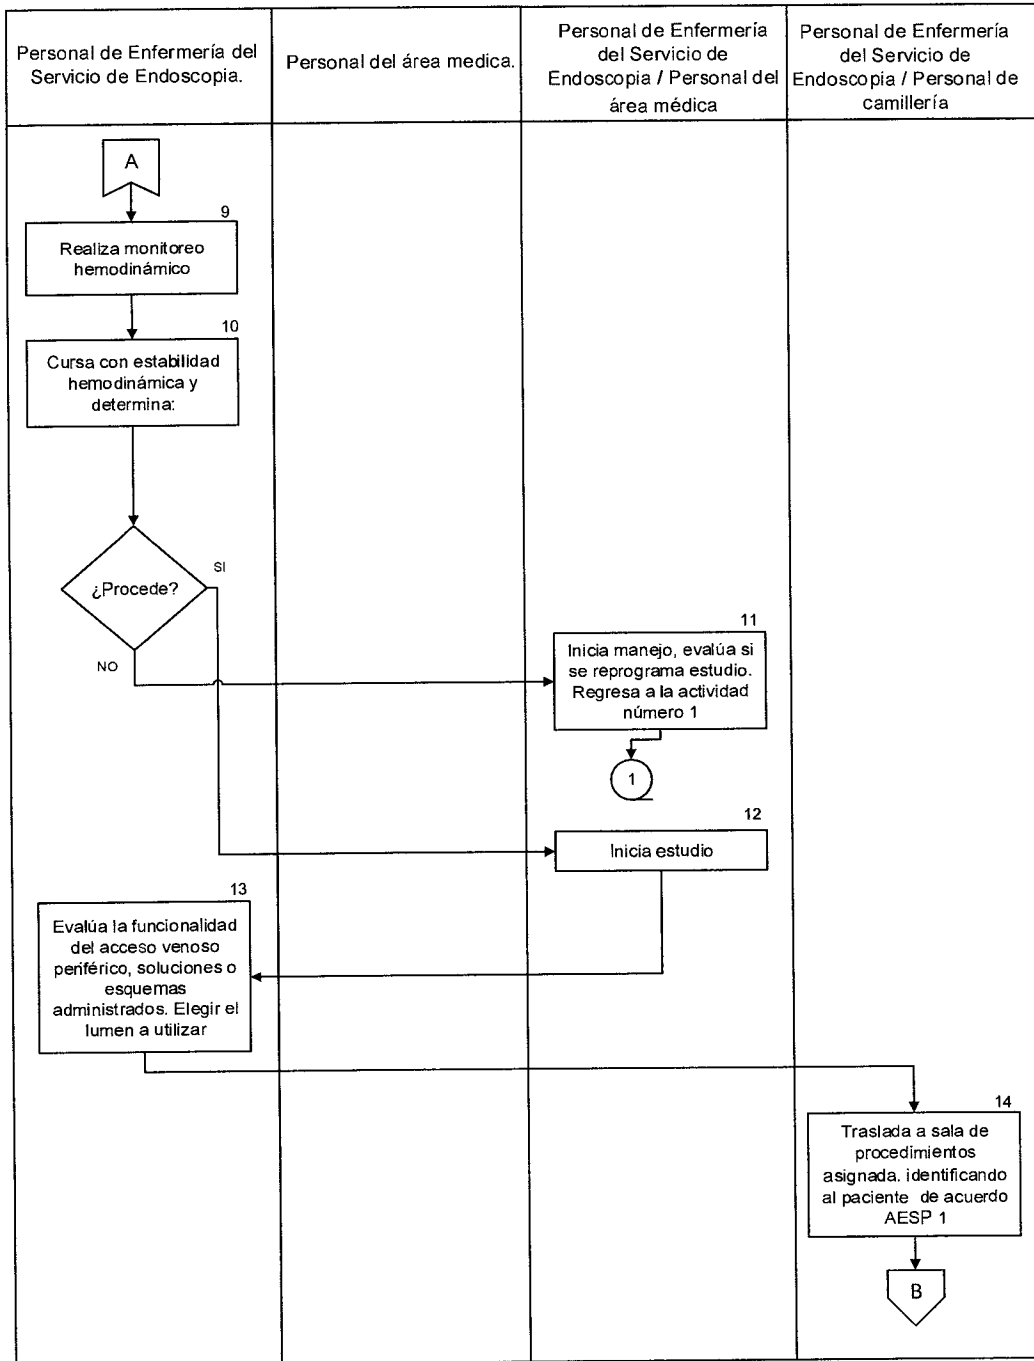 Personal de Enfermería del
Servicio de Endoscopia.
Personal del área medica.
Personal de Enfermería
del Servicio de
Endoscopia / Personal del
área médica
Personal de Enfermería
del Servicio de
Endoscopia / Personal de
camillería
A
9
Realiza monitoreo
hemodinámico
10
Cursa con estabilidad
hemodinámica y
determina:
¿Procede?
SI
NO
11
Inicia manejo, evalúa si
se reprograma estudio.
Regresa a la actividad
número 1
1
12
Inicia estudio
13
Evalúa la funcionalidad
del acceso venoso
periférico, soluciones o
esquemas
administrados. Elegir el
lumen a utilizar
14
Traslada a sala de
procedimientos
asignada. identificando
al paciente de acuerdo
AESP 1
B